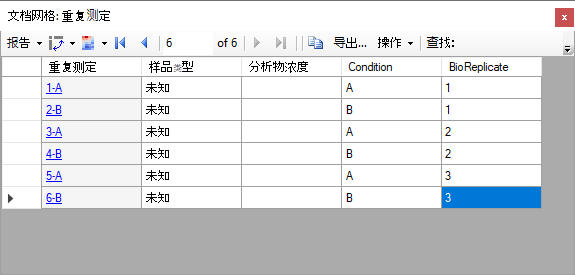 文档网格: 重复测定
报告 6 of 6 导出... 操作 查找:
重复测定 样品类型 分析物浓度 Condition BioReplicate
1-A 未知 A 1
2-B 未知 B 1
3-A 未知 A 2
4-B 未知 B 2
5-A 未知 A 3
6-B 未知 B 3